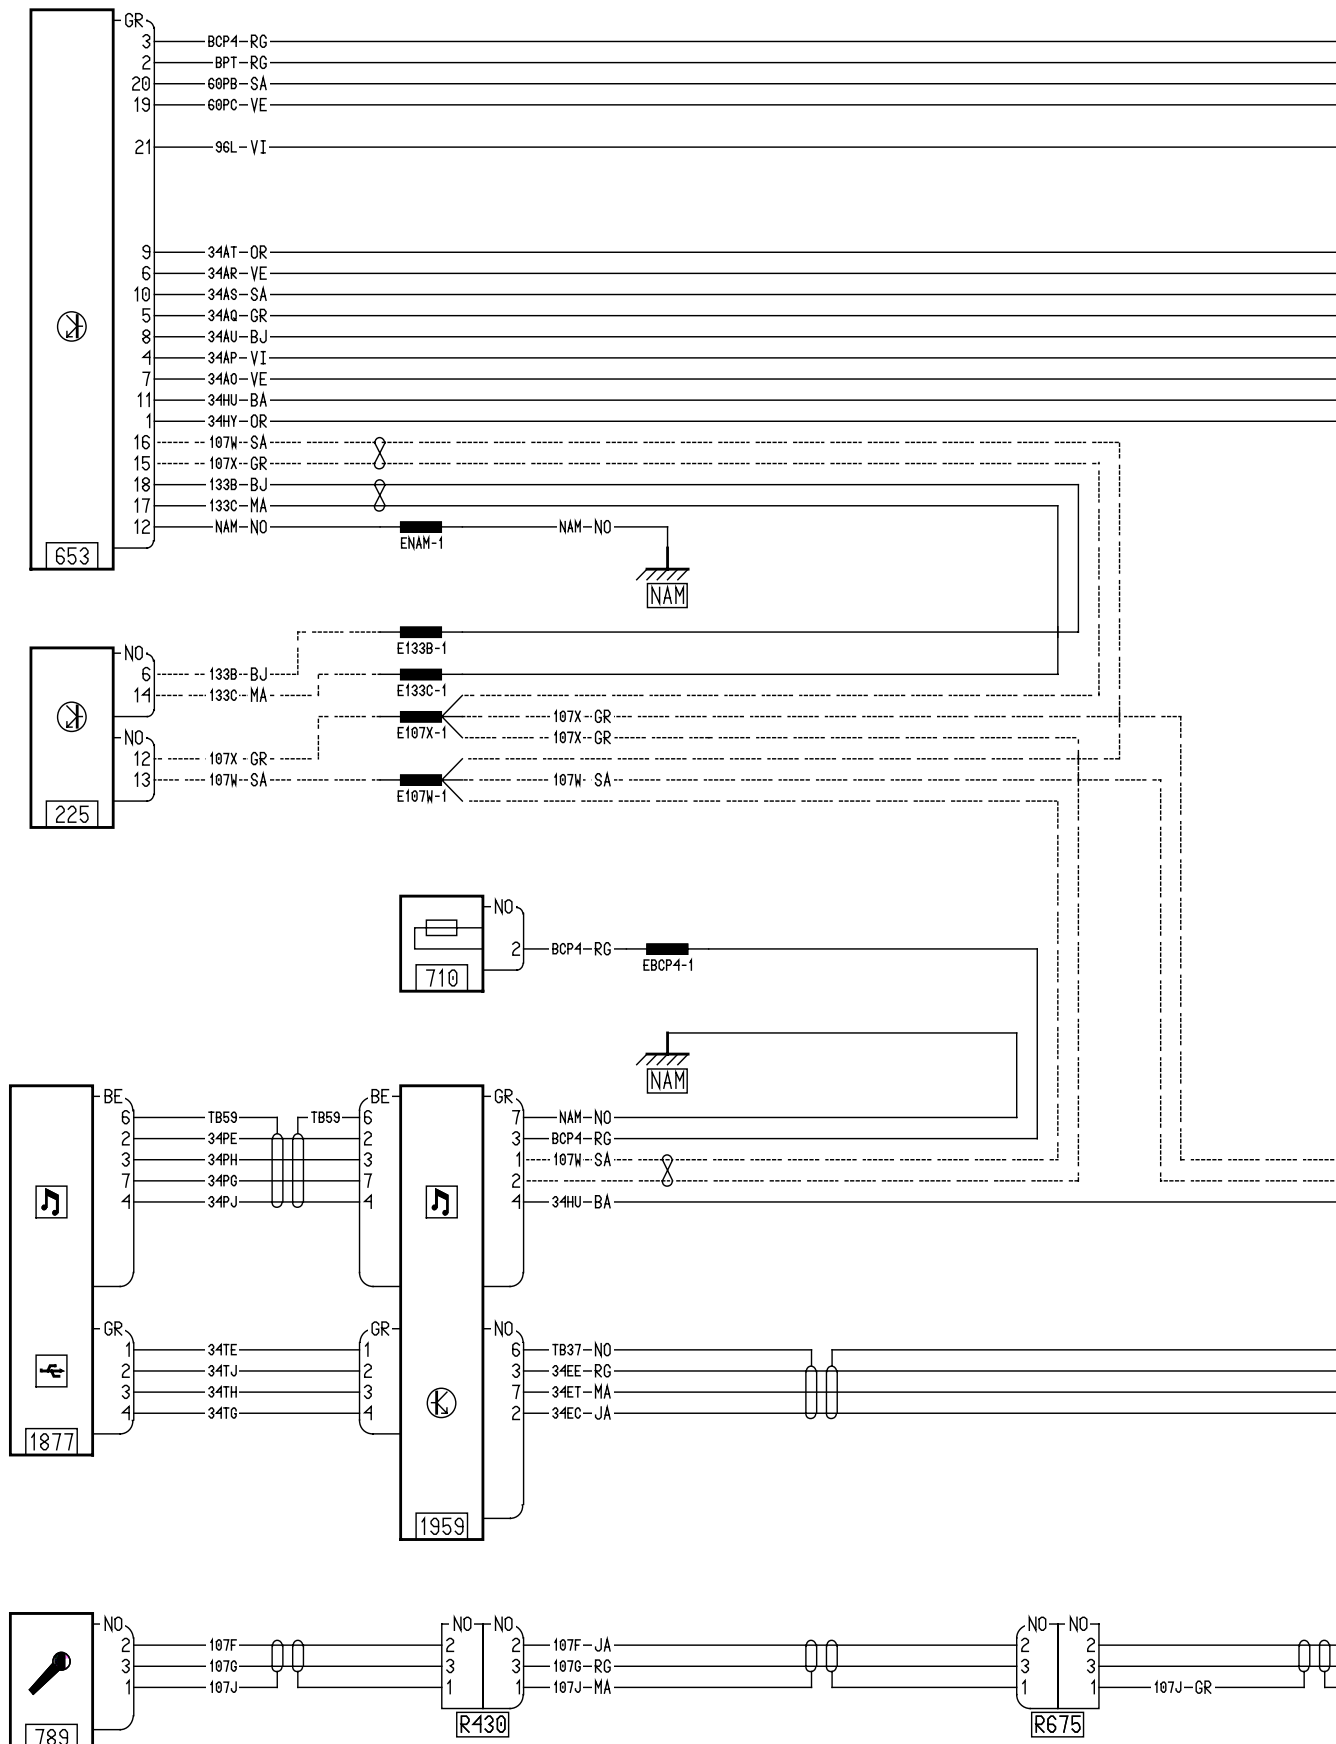 GR
3 BCP4-RG
2 BPT-RG
20 60PB-SA
19 60PC-VE
21 96L-VI
9 34AT-OR
6 34AR-VE
10 34AS-SA
5 34AQ-GR
8 34AU-BJ
4 34AP-VI
7 34AO-VE
11 34HU-BA
1 34HY-OR
16 107W-SA
15 107X-GR
18 133B-BJ
17 133C-MA
12 NAM-NO NAM-NO
ENAM-1
653
NAM
E133B-1
NO
6 133B-BJ
E133C-1
14 133C-MA
107X-GR
E107X-1
NO 107X-GR
12 107X-GR
13 107W-SA 107W-SA
E107W-1
225
NO
2 BCP4-RG
EBCP4-1
710
NAM
BE BE GR
6 TB59 TB59 6 7 NAM-NO
2 34PE 2 3 BCP4-RG
3 34PH 3 1 107W-SA
7 34PG 7 2
4 34PJ 4 4 34HU-BA
GR GR NO
1 34TE 1 6 TB37-NO
2 34TJ 2 3 34EE-RG
3 34TH 3 7 34ET-MA
4 34TG 4 2 34EC-JA
1877
1959
NO NO NO NO NO
2 107F 2 2 107F-JA 2 2
3 107G 3 3 107G-RG 3 3
1 107J 1 1 107J-MA 1 1 107J-GR
R430 R675
789